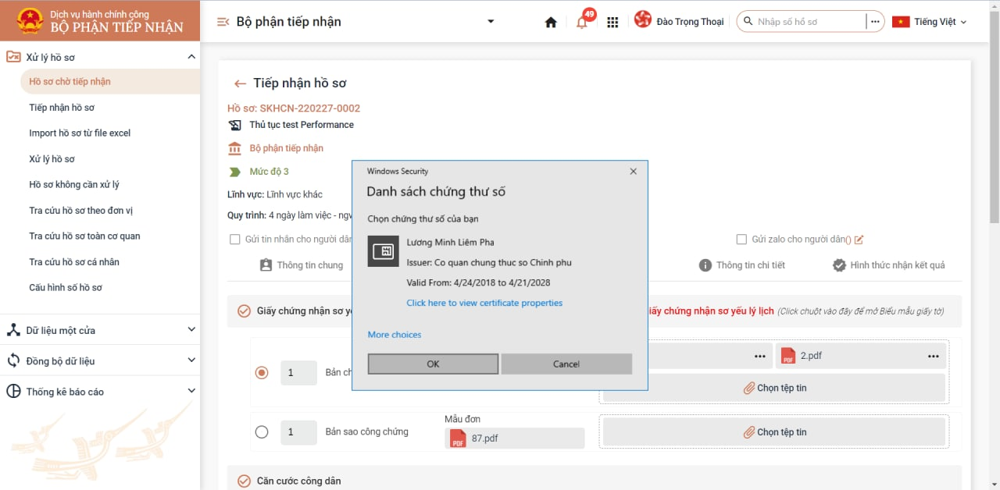 Dịch vụ hành chính công
BỘ PHẬN TIẾP NHẬN
Bộ phận tiếp nhận
49
Đào Trọng Thoại
Nhập số hồ sơ
Tiếng Việt
Xử lý hồ sơ
Hồ sơ chờ tiếp nhận
Tiếp nhận hồ sơ
Import hồ sơ từ file excel
Xử lý hồ sơ
Hồ sơ không cần xử lý
Tra cứu hồ sơ theo đơn vị
Tra cứu hồ sơ toàn cơ quan
Tra cứu hồ sơ cá nhân
Cấu hình số hồ sơ
Dữ liệu một cửa
Đồng bộ dữ liệu
Thống kê báo cáo
Tiếp nhận hồ sơ
Hồ sơ: SKHCN-220227-0002
Thủ tục test Performance
Bộ phận tiếp nhận
Mức độ 3
Lĩnh vực: Lĩnh vực khác
Quy trình: 4 ngày làm việc -
Gửi tin nhắn cho người dân
Gửi zalo cho người dân()
Thông tin chung
Thông tin chi tiết
Hình thức nhận kết quả
Giấy chứng nhận sơ
giấy chứng nhận sơ yếu lý lịch (Click chuột vào đây để mở Biểu mẫu giấy tờ)
1
Bản
2.pdf
Chọn tệp tin
1
Bản sao công chứng
Mẫu đơn
PDF 87.pdf
Chọn tệp tin
Căn cước công dân
Windows Security
Danh sách chứng thư số
Chọn chứng thư số của bạn
Lương Minh Liêm Pha
Issuer: Co quan chung thuc so Chinh phu
Valid From: 4/24/2018 to 4/21/2028
Click here to view certificate properties
More choices
OK
Cancel